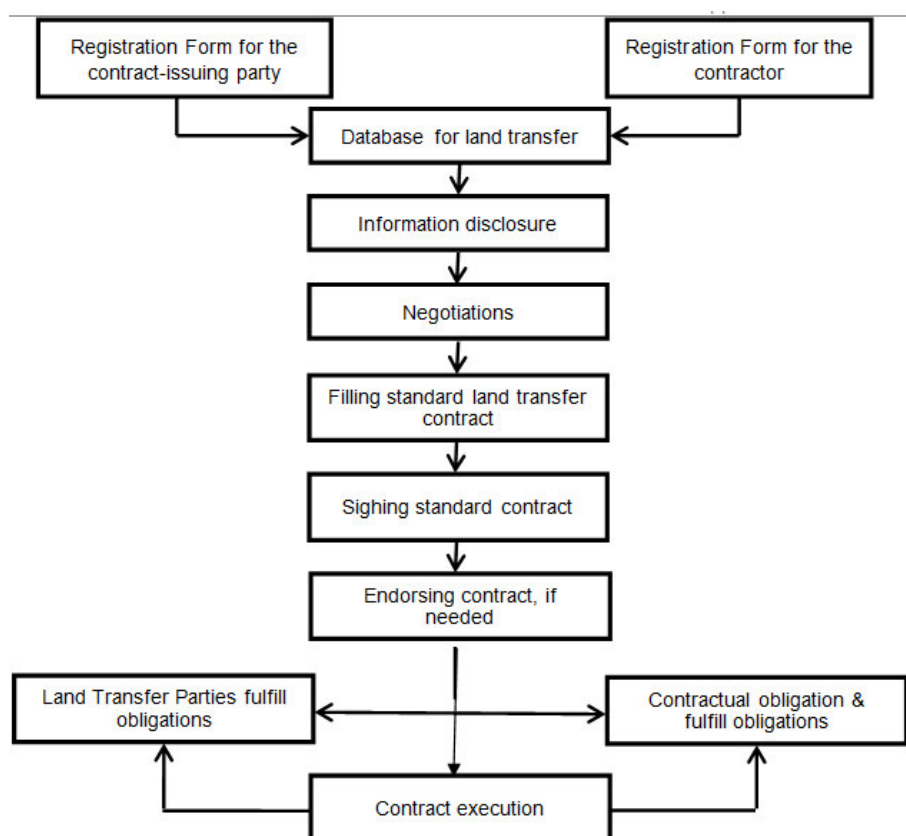 Registration Form for the
contract-issuing party
Registration Form for the
contractor
Database for land transfer
Information disclosure
Negotiations
Filling standard land transfer
contract
Sighing standard contract
Endorsing contract, if
needed
Land Transfer Parties fulfill
obligations
Contractual obligation &
fulfill obligations
Contract execution